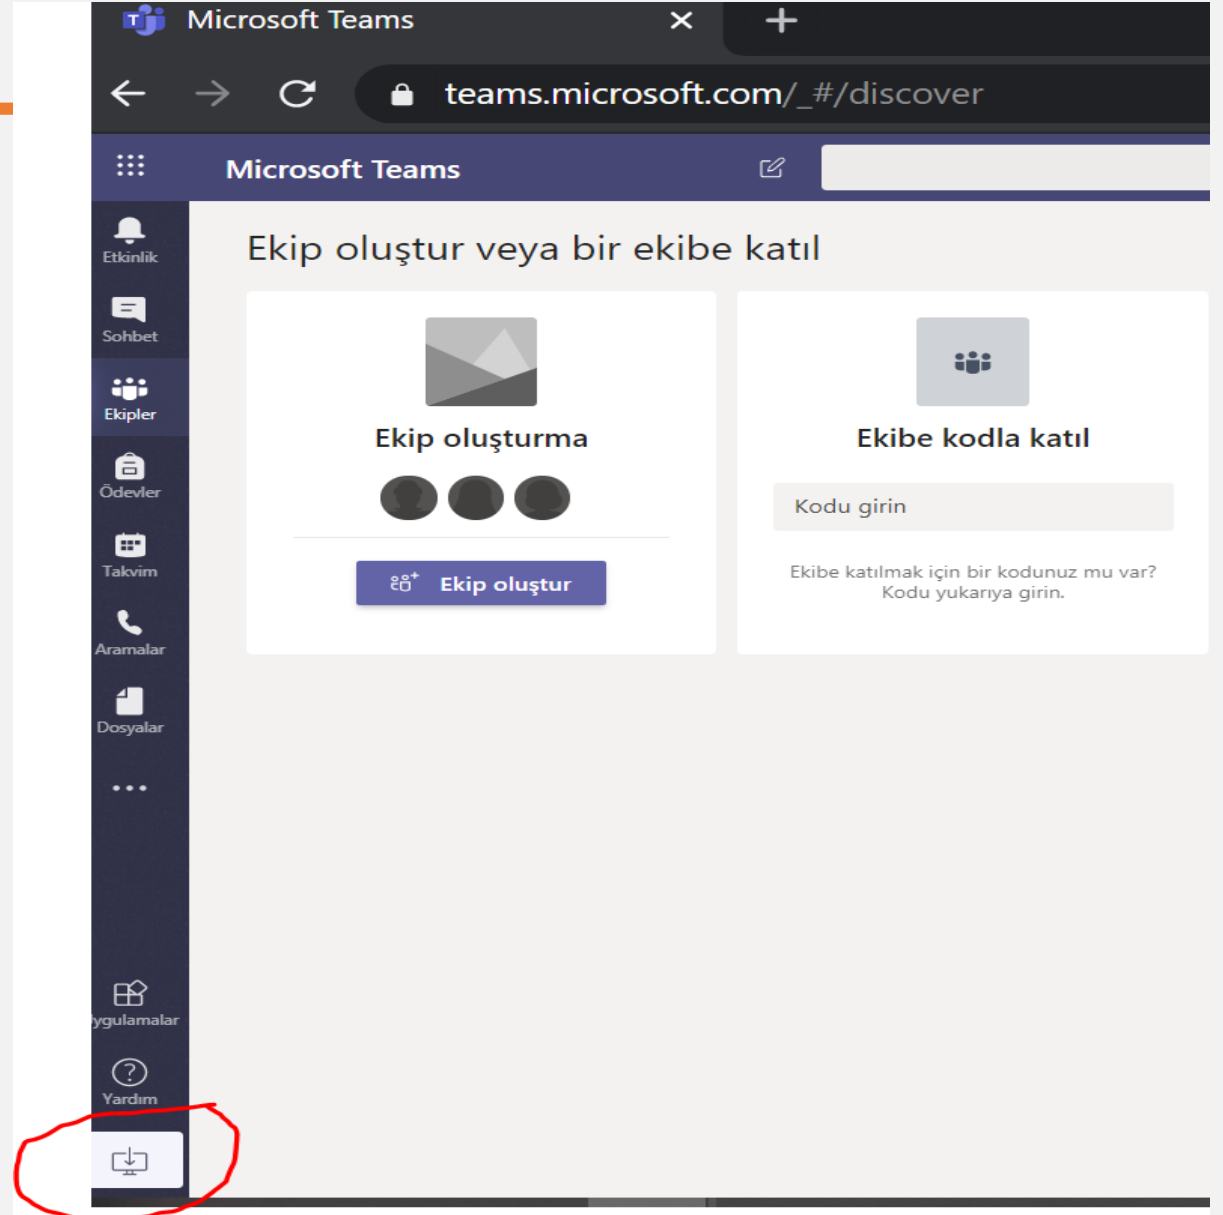 Microsoft Teams
teams.microsoft.com/_#/discover
Microsoft Teams
Etkinlik
Sohbet
Ekipler
Ödevler
Takvim
Aramalar
Dosyalar
ygulamalar
Yardım
Ekip oluştur veya bir ekibe katıl
Ekip oluşturma
Ekip oluştur
Ekibe kodla katıl
Kodu girin
Ekibe katılmak için bir kodunuz mu var?
Kodu yukarıya girin.